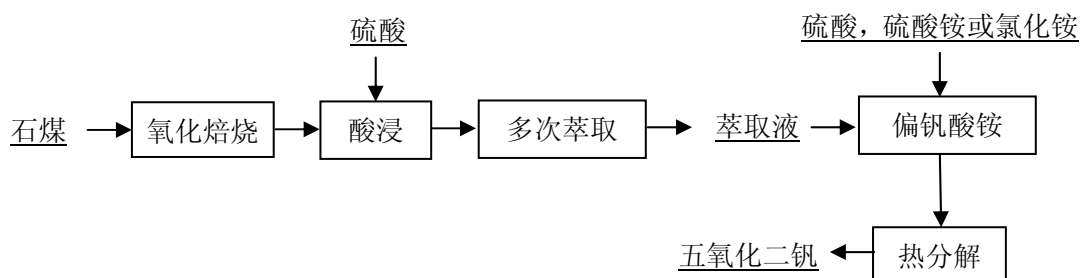 硫酸
硫酸，硫酸铵或氯化铵
石煤
氧化焙烧
酸浸
多次萃取
萃取液
偏钒酸铵
五氧化二钒
热分解